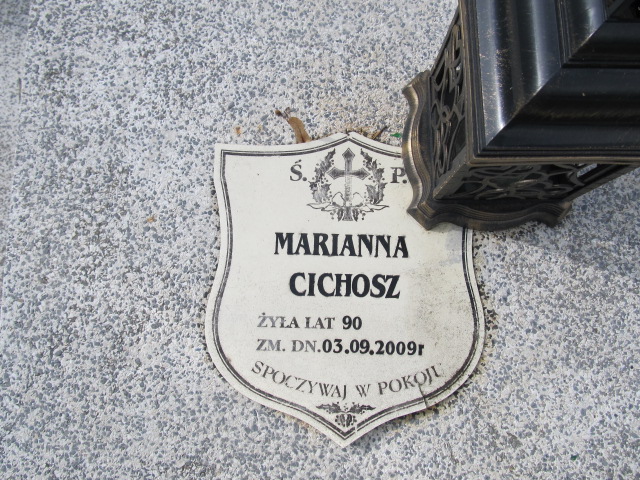 Ś. P.
MARIANNA
CICHOSZ
ŻYŁA LAT 90
ZM. DN.03.09.2009r
SPOCZYWAJ W POKOJU